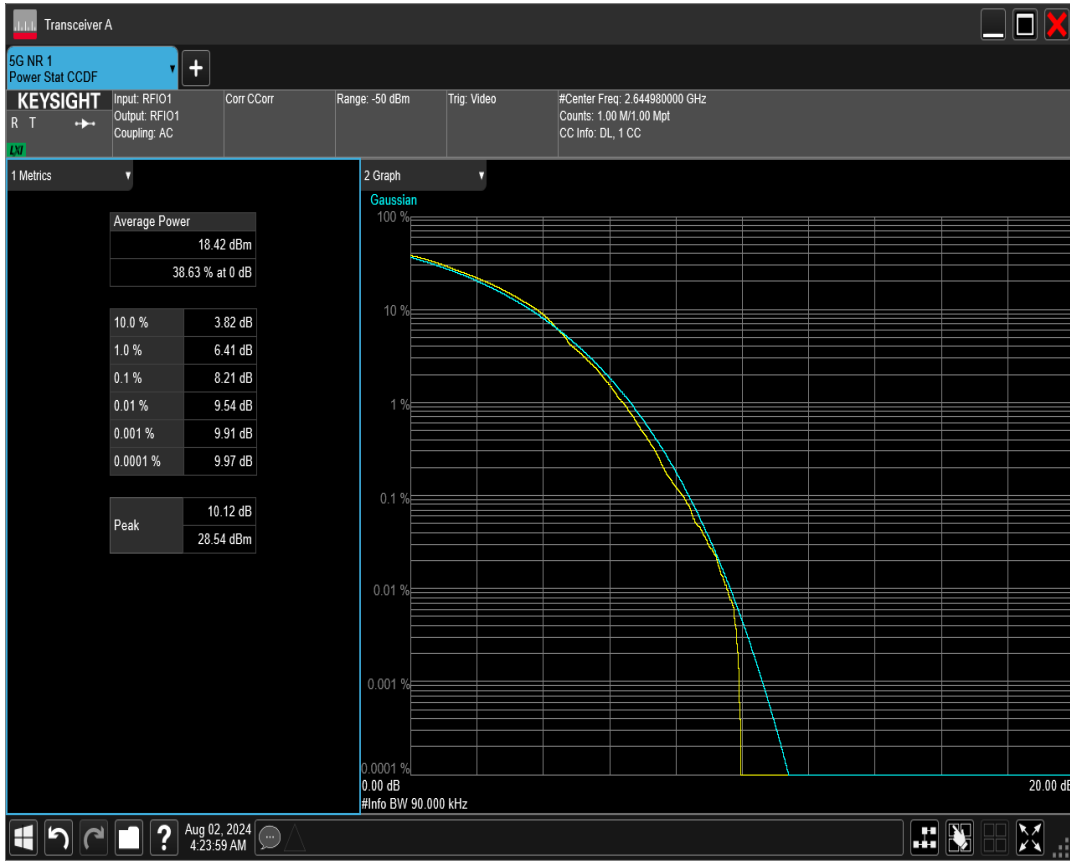 Transceiver A
5G NR 1
Power Stat CCDF
KEYSIGHT
R T
LXI
Input: RFIO1
Output: RFIO1
Coupling: AC
Corr CCorr
Range: -50 dBm
Trig: Video
#Center Freq: 2.644980000 GHz
Counts: 1.00 M/1.00 Mpt
CC Info: DL, 1 CC
1 Metrics
Average Power
18.42 dBm
38.63 % at 0 dB
10.0 % 3.82 dB
1.0 % 6.41 dB
0.1 % 8.21 dB
0.01 % 9.54 dB
0.001 % 9.91 dB
0.0001 % 9.97 dB
Peak 10.12 dB
28.54 dBm
2 Graph
Gaussian
100 %
10 %
1 %
0.1 %
0.01 %
0.001 %
0.0001 %
0.00 dB
20.00 dB
#Info BW 90.000 kHz
Aug 02, 2024
4:23:59 AM